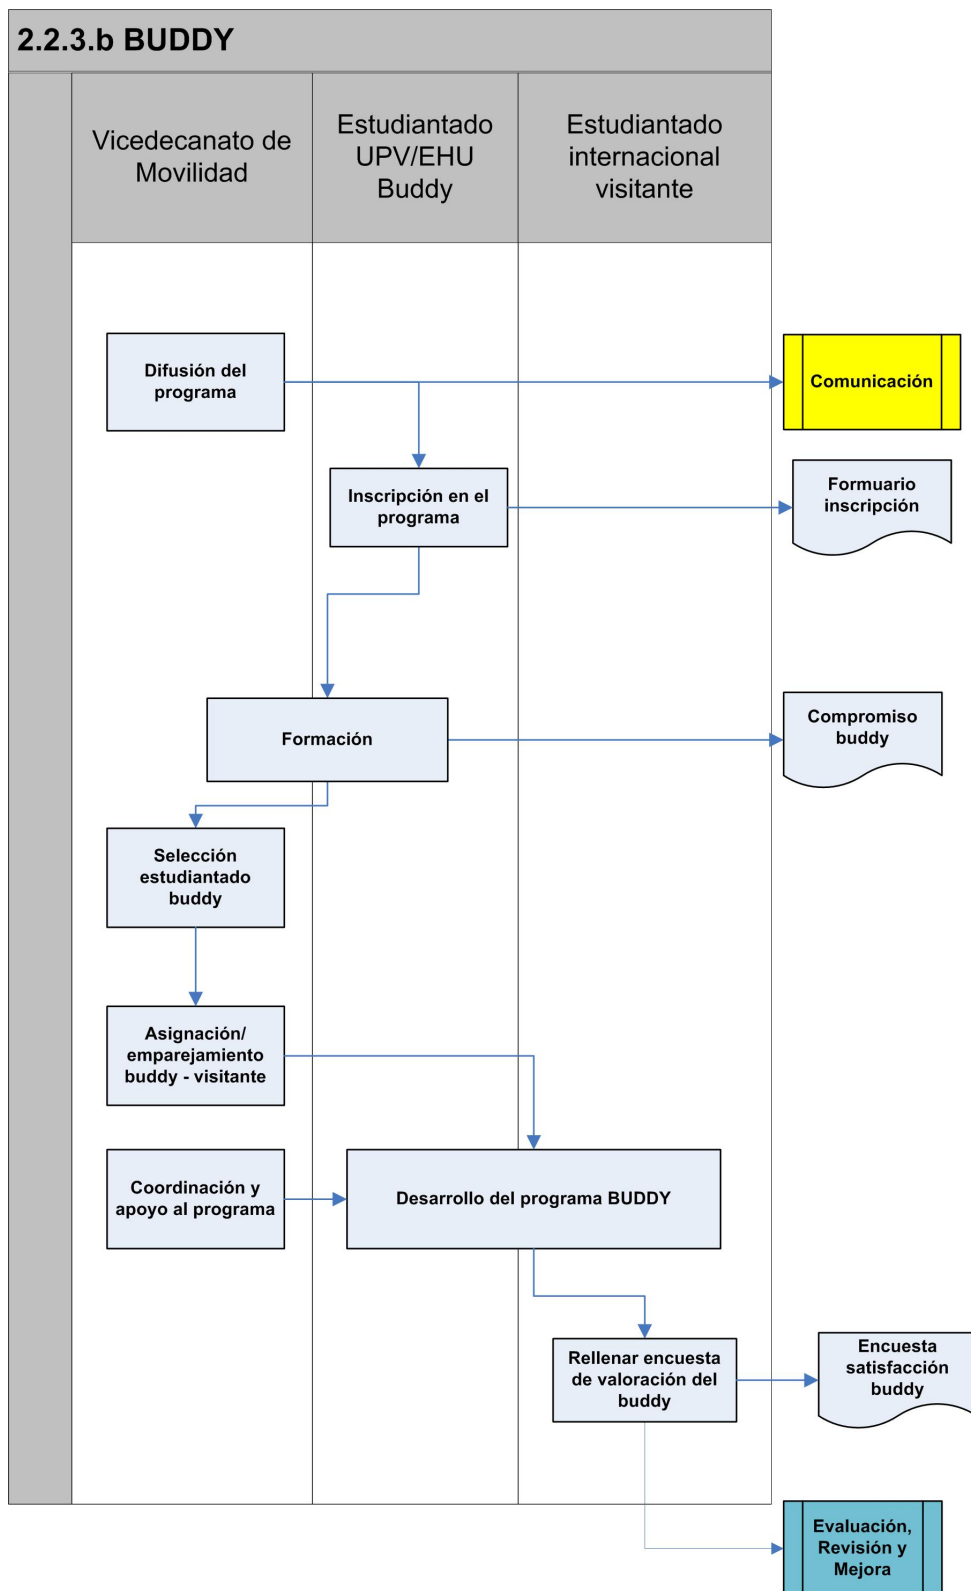 2.2.3.b BUDDY
Vicedecanato de
Movilidad
Estudiantado
UPV/EHU
Buddy
Estudiantado
internacional
visitante
Difusión del
programa
Comunicación
Inscripción en el
programa
Formuario
inscripción
Formación
Compromiso
buddy
Selección
estudiantado
buddy
Asignación/
emparejamiento
buddy - visitante
Coordinación y
apoyo al programa
Desarrollo del programa BUDDY
Rellenar encuesta
de valoración del
buddy
Encuesta
satisfacción
buddy
Evaluación,
Revisión y
Mejora